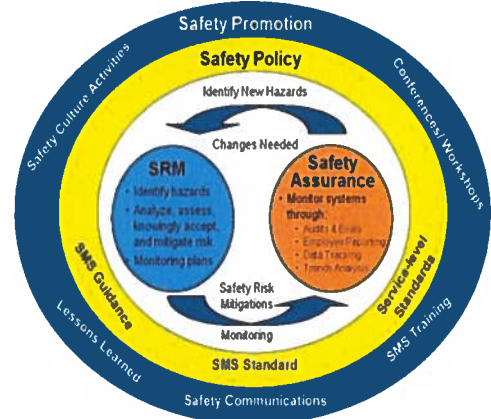 Safety Promotion
Safety Culture Activities
Conferences/Workshops
Safety Policy
Identify New Hazards
Changes Needed
SRM
• Identify hazards
• Analyze, assess,
knowingly accept,
and mitigate risk
• Monitoring plans
Safety
Assurance
• Monitor systems
through:
• Audits & Evals
• Employee Reporting
• Data Tracking
• Trends Analysis
Safety Risk
Mitigations
Monitoring
SMS Guidance
SMS Standard
Service-level
Standards
Lessons Learned
SMS Training
Safety Communications